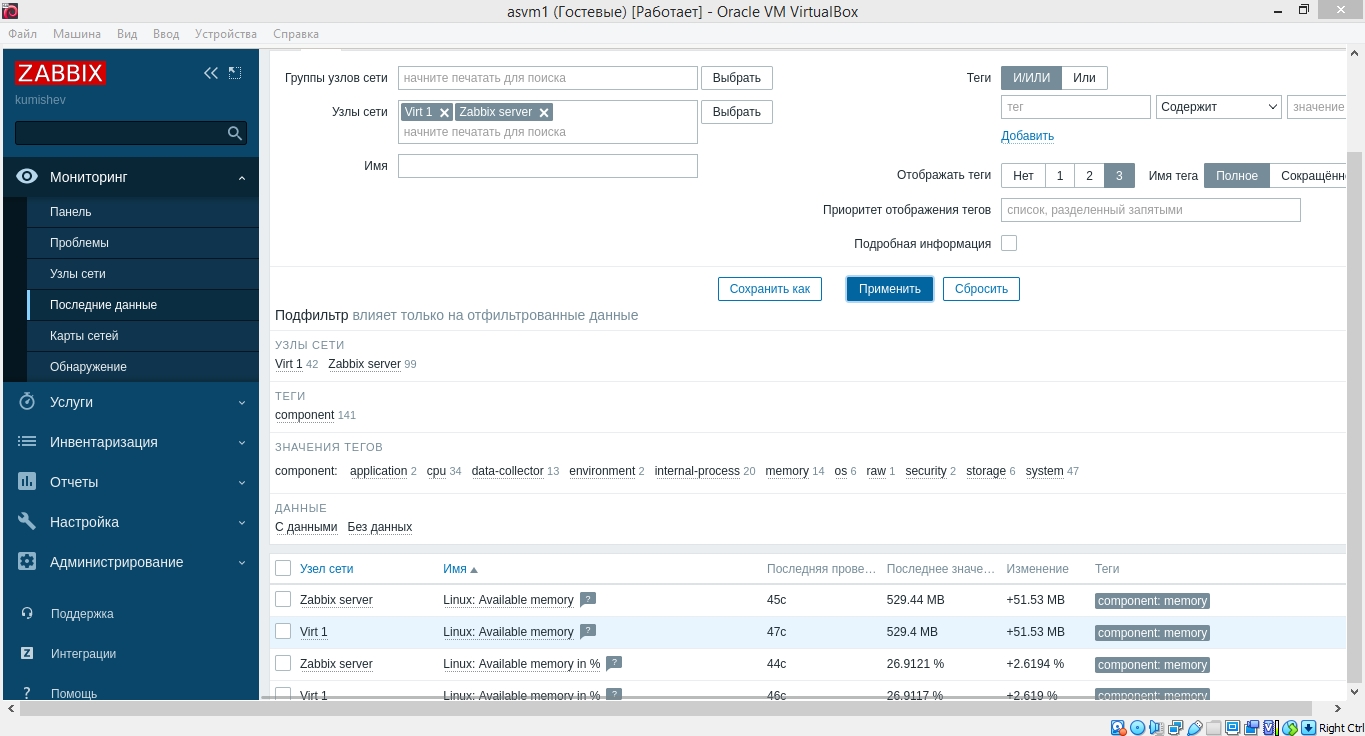 asvm1 (Гостевые) [Работает] - Oracle VM VirtualBox
Файл Машина Вид Ввод Устройства Справка
ZABBIX
kumishev
Мониторинг
Панель
Проблемы
Узлы сети
Последние данные
Карты сетей
Обнаружение
Услуги
Инвентаризация
Отчеты
Настройка
Администрирование
Поддержка
Z Интеграции
? Помощь
Группы узлов сети начните печатать для поиска Выбрать
Узлы сети Virt 1 Zabbix server Выбрать
начните печатать для поиска
Имя
Теги И/ИЛИ Или
тег Содержит значение
Добавить
Отображать теги Нет 1 2 3 Имя тега Полное Сокращённ
Приоритет отображения тегов список, разделенный запятыми
Подробная информация
Сохранить как Применить Сбросить
Подфильтр влияет только на отфильтрованные данные
УЗЛЫ СЕТИ
Virt 1 42 Zabbix server 99
ТЕГИ
component 141
ЗНАЧЕНИЯ ТЕГОВ
component: application 2 cpu 34 data-collector 13 environment 2 internal-process 20 memory 14 os 6 raw 1 security 2 storage 6 system 47
ДАННЫЕ
С данными Без данных
Узел сети Имя Последняя прове… Последнее значе… Изменение Теги
Zabbix server Linux: Available memory ? 45с 529.44 MB +51.53 MB component: memory
Virt 1 Linux: Available memory ? 47с 529.4 MB +51.53 MB component: memory
Zabbix server Linux: Available memory in % ? 44с 26.9121 % +2.6194 % component: memory
Virt 1 Linux: Available memory in % ? 46с 26.9117 % +2.619 % component: memory
Right Ctrl